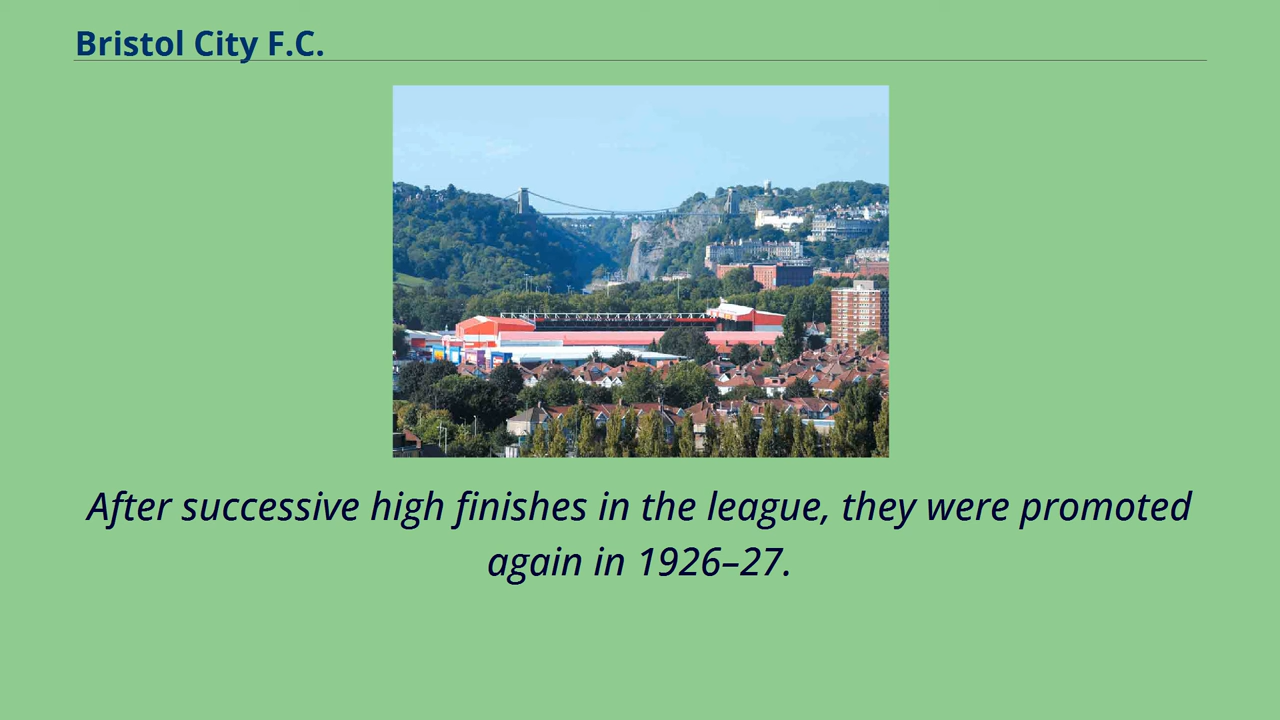 Bristol City F.C.
After successive high finishes in the league, they were promoted
again in 1926–27.